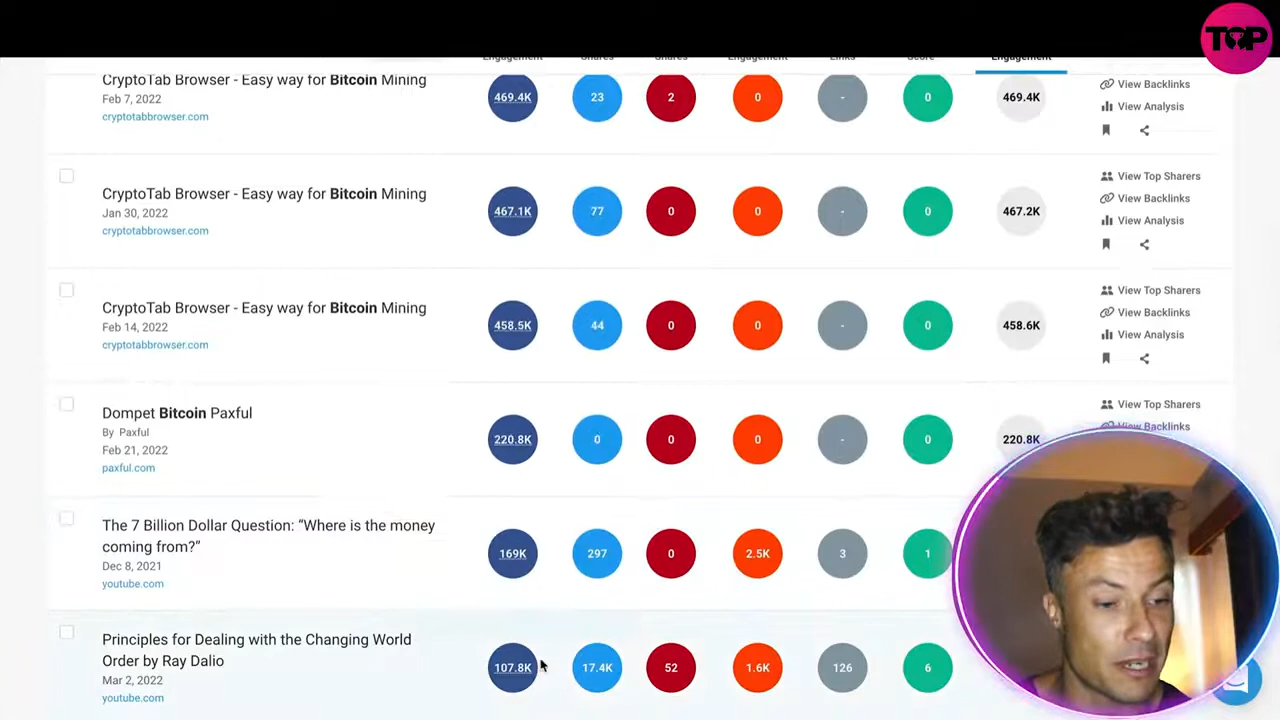 TOP
Engagement Shares Shares Engagement Links Score Engagement
CryptoTab Browser - Easy way for Bitcoin Mining
Feb 7, 2022
cryptotabbrowser.com
469.4K 23 2 0 - 0 469.4K
View Backlinks
View Analysis
CryptoTab Browser - Easy way for Bitcoin Mining
Jan 30, 2022
cryptotabbrowser.com
467.1K 77 0 0 - 0 467.2K
View Top Sharers
View Backlinks
View Analysis
CryptoTab Browser - Easy way for Bitcoin Mining
Feb 14, 2022
cryptotabbrowser.com
458.5K 44 0 0 - 0 458.6K
View Top Sharers
View Backlinks
View Analysis
Dompet Bitcoin Paxful
By Paxful
Feb 21, 2022
paxful.com
220.8K 0 0 0 - 0 220.8K
View Top Sharers
View Backlinks
The 7 Billion Dollar Question: “Where is the money
coming from?”
Dec 8, 2021
youtube.com
169K 297 0 2.5K 3 1
Principles for Dealing with the Changing World
Order by Ray Dalio
Mar 2, 2022
youtube.com
107.8K 17.4K 52 1.6K 126 6